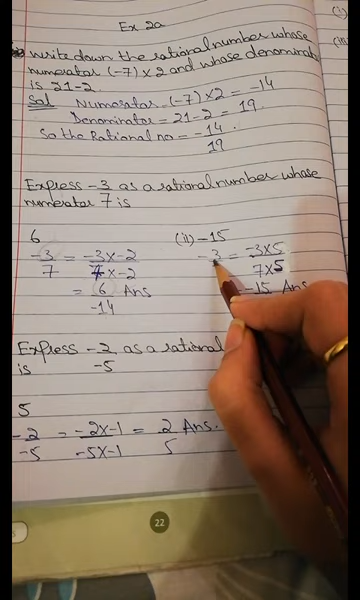 Ex 2a
write down the rational number whose
numerator (-7) × 2 and whose denominat
is 21-2.
Sol Numerator = (-7) × 2 = -14
Denominator = 21-2 = 19
So the Rational no = -14.
19
Express -3 as a rational number whose
numerator 7 is
6
-3 = -3×-2
7 7×-2
= 6 Ans
-14
(ii) -15
-3 = -3×5
7×5
-15 Ans
Express -2 as a rational
is -5
5
-2 = -2×-1 = 2 Ans.
-5 -5×-1 5
22